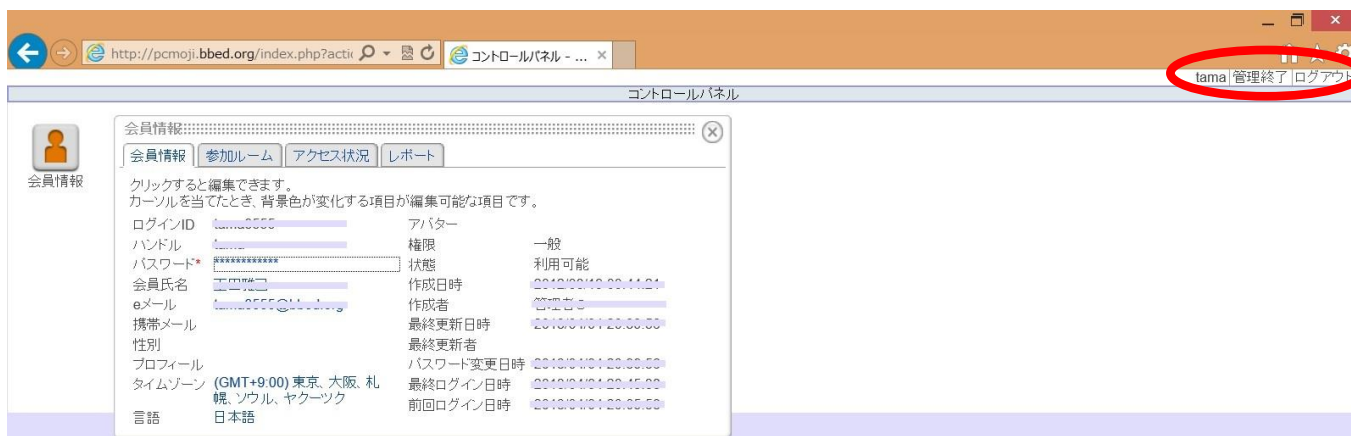 http://pcmoji.bbed.org/index.php?actic
コントロールパネル - ... ×
tama|管理終了|ログアウト
コントロールパネル
会員情報
会員情報
会員情報 参加ルーム アクセス状況 レポート
クリックすると編集できます。
カーソルを当てたとき、背景色が変化する項目が編集可能な項目です。
ログインID アバター
ハンドル 権限 一般
パスワード* ************ 状態 利用可能
会員氏名 作成日時
eメール 作成者
携帯メール 最終更新日時
性別 最終更新者
プロフィール パスワード変更日時
タイムゾーン (GMT+9:00) 東京、大阪、札幌、ソウル、ヤクーツク 最終ログイン日時
言語 日本語 前回ログイン日時